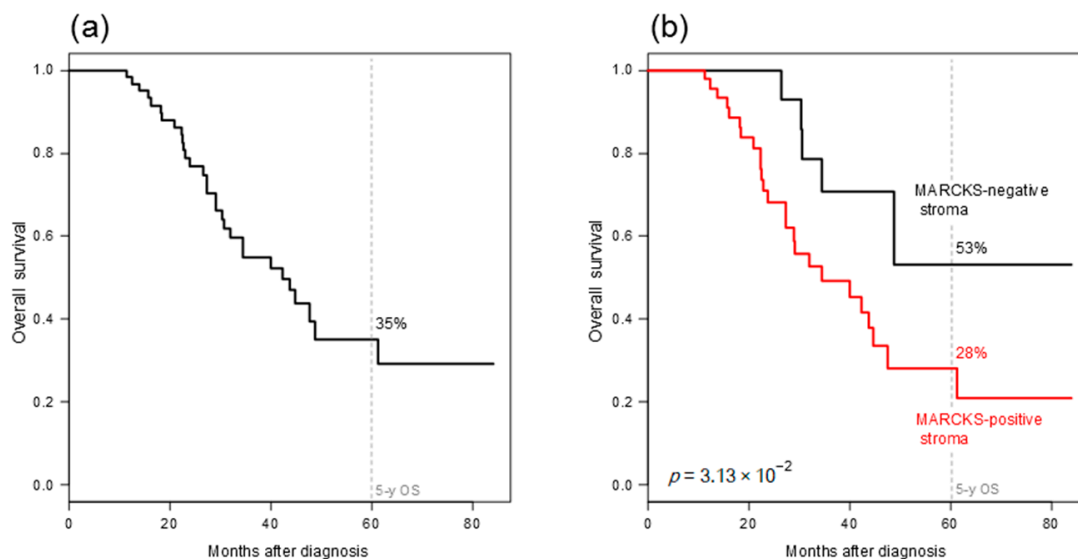 (a)
Overall survival
1.0
0.8
0.6
0.4
0.2
0.0
35%
5-y OS
0
20
40
60
80
Months after diagnosis
(b)
Overall survival
1.0
0.8
0.6
0.4
0.2
0.0
MARCKS-negative
stroma
53%
28%
MARCKS-positive
stroma
p = 3.13 × 10⁻²
5-y OS
0
20
40
60
80
Months after diagnosis